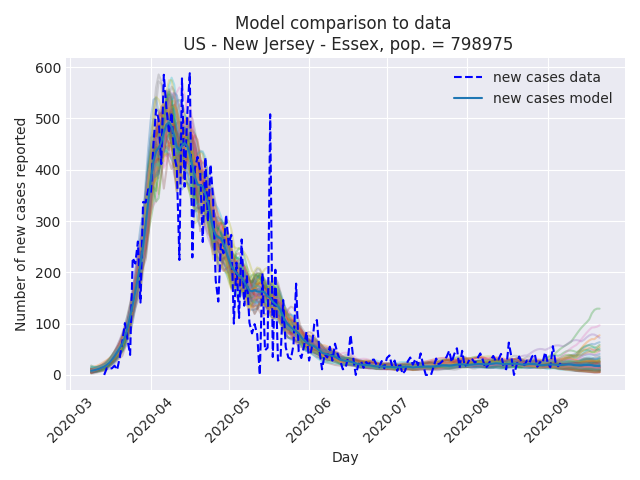 Model comparison to data
US - New Jersey - Essex, pop. = 798975
new cases data
new cases model
Number of new cases reported
600
500
400
300
200
100
0
2020-03
2020-04
2020-05
2020-06
2020-07
2020-08
2020-09
Day